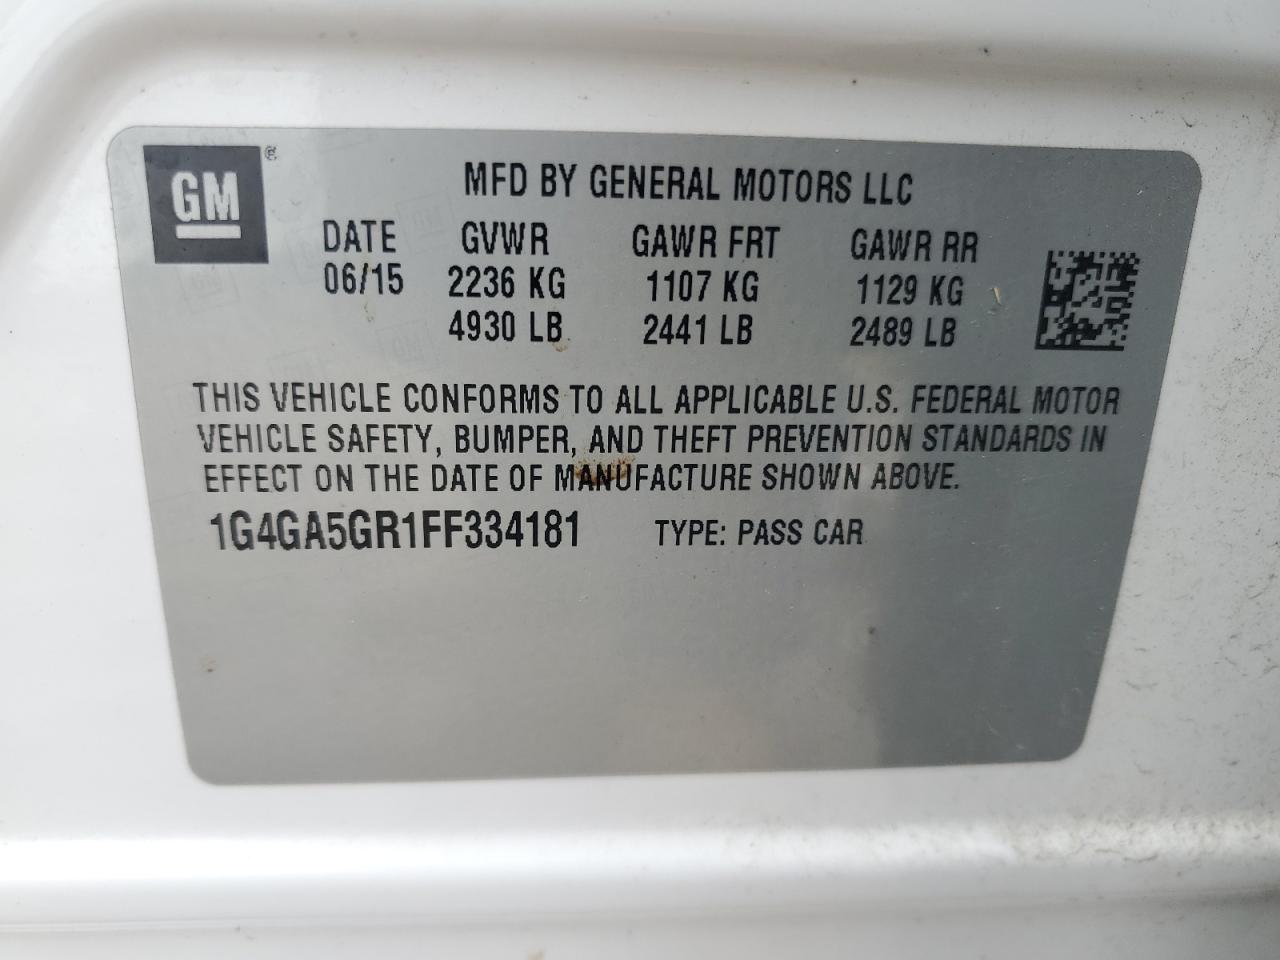 GM ®
MFD BY GENERAL MOTORS LLC
DATE GVWR GAWR FRT GAWR RR
06/15 2236 KG 1107 KG 1129 KG
4930 LB 2441 LB 2489 LB
THIS VEHICLE CONFORMS TO ALL APPLICABLE U.S. FEDERAL MOTOR
VEHICLE SAFETY, BUMPER, AND THEFT PREVENTION STANDARDS IN
EFFECT ON THE DATE OF MANUFACTURE SHOWN ABOVE.
1G4GA5GR1FF334181 TYPE: PASS CAR